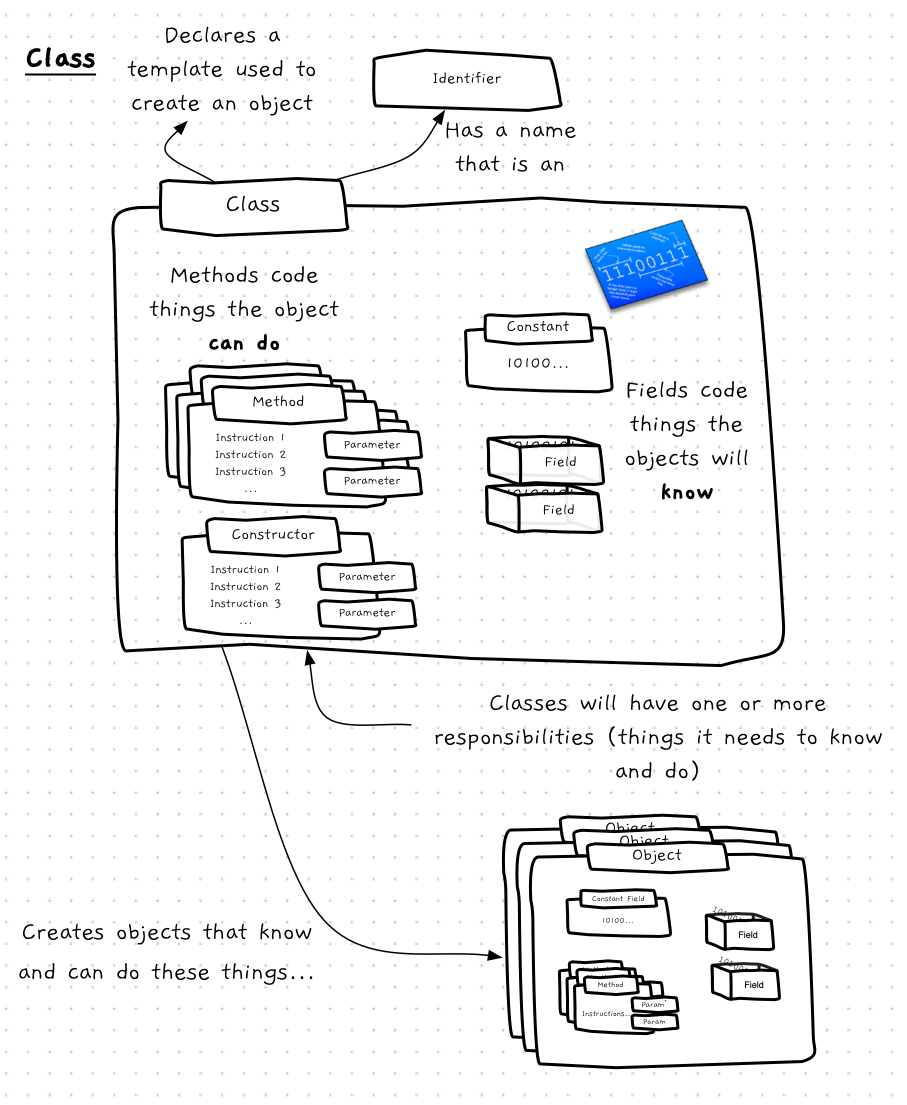 Class
Declares a
template used to
create an object
Identifier
Has a name
that is an
Class
11100111
Methods code
things the object
can do
Constant
10100...
Method
Instruction 1
Instruction 2
Instruction 3
...
Parameter
Parameter
Fields code
things the
objects will
know
Field
Field
Constructor
Instruction 1
Instruction 2
Instruction 3
...
Parameter
Parameter
Classes will have one or more
responsibilities (things it needs to know
and do)
Object
Object
Object
Constant Field
10100...
Field
Field
Method
Instructions...
Param
Param
Creates objects that know
and can do these things...